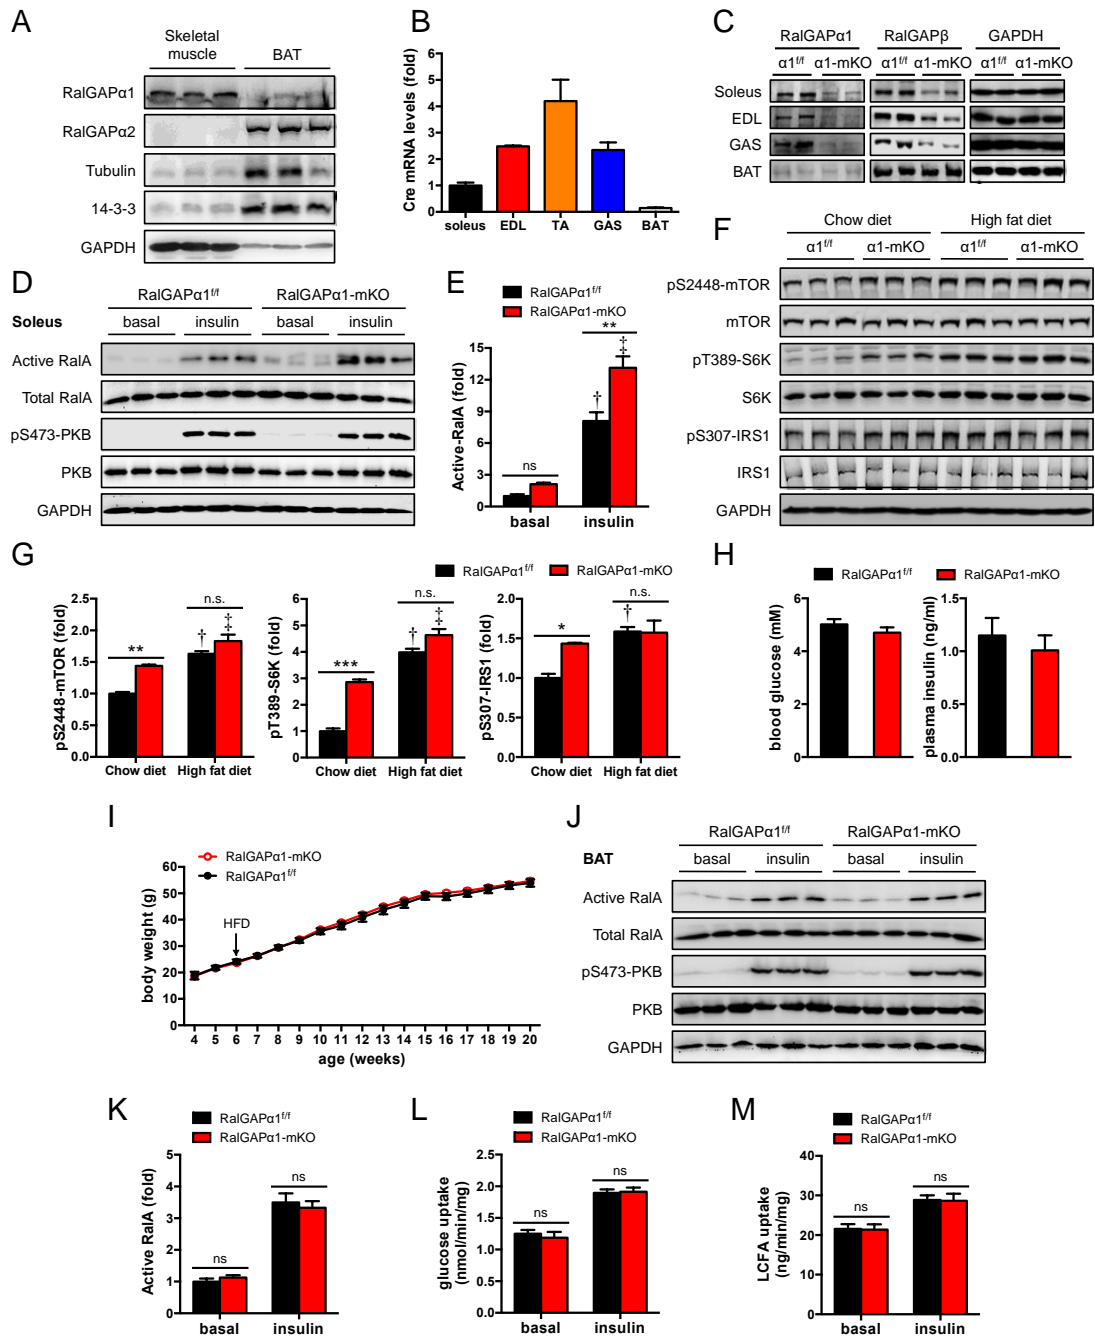 A
Skeletal
muscle
BAT
RalGAPα1
RalGAPα2
Tubulin
14-3-3
GAPDH
B
Cre mRNA levels (fold)
6
5
4
3
2
1
0
soleus EDL TA GAS BAT
C
RalGAPα1 RalGAPβ GAPDH
α1f/f α1-mKO α1f/f α1-mKO α1f/f α1-mKO
Soleus
EDL
GAS
BAT
D
RalGAPα1f/f RalGAPα1-mKO
Soleus basal insulin basal insulin
Active RalA
Total RalA
pS473-PKB
PKB
GAPDH
E
RalGAPα1f/f
RalGAPα1-mKO
Active-RalA (fold)
15
12
9
6
3
0
ns
†
**
‡
basal insulin
F
Chow diet High fat diet
α1f/f α1-mKO α1f/f α1-mKO
pS2448-mTOR
mTOR
pT389-S6K
S6K
pS307-IRS1
IRS1
GAPDH
G
RalGAPα1f/f RalGAPα1-mKO
pS2448-mTOR (fold)
2.5
2.0
1.5
1.0
0.5
0.0
**
n.s.
† ‡
Chow diet High fat diet
pT389-S6K (fold)
6
5
4
3
2
1
0
***
n.s.
† ‡
Chow diet High fat diet
pS307-IRS1 (fold)
2.0
1.5
1.0
0.5
0.0
*
n.s.
†
Chow diet High fat diet
H
RalGAPα1f/f RalGAPα1-mKO
blood glucose (mM)
6
4
2
0
plasma insulin (ng/ml)
1.5
1.0
0.5
0.0
I
RalGAPα1-mKO
RalGAPα1f/f
body weight (g)
60
50
40
30
20
10
0
HFD
4 5 6 7 8 9 10 11 12 13 14 15 16 17 18 19 20
age (weeks)
J
RalGAPα1f/f RalGAPα1-mKO
BAT basal insulin basal insulin
Active RalA
Total RalA
pS473-PKB
PKB
GAPDH
K
RalGAPα1f/f
RalGAPα1-mKO
Active RalA (fold)
5
4
3
2
1
0
ns
ns
basal insulin
L
RalGAPα1f/f
RalGAPα1-mKO
glucose uptake
(nmol/min/mg)
2.5
2.0
1.5
1.0
0.5
0.0
ns
ns
basal insulin
M
RalGAPα1f/f
RalGAPα1-mKO
LCFA uptake
(ng/min/mg)
40
30
20
10
0
ns
ns
basal insulin